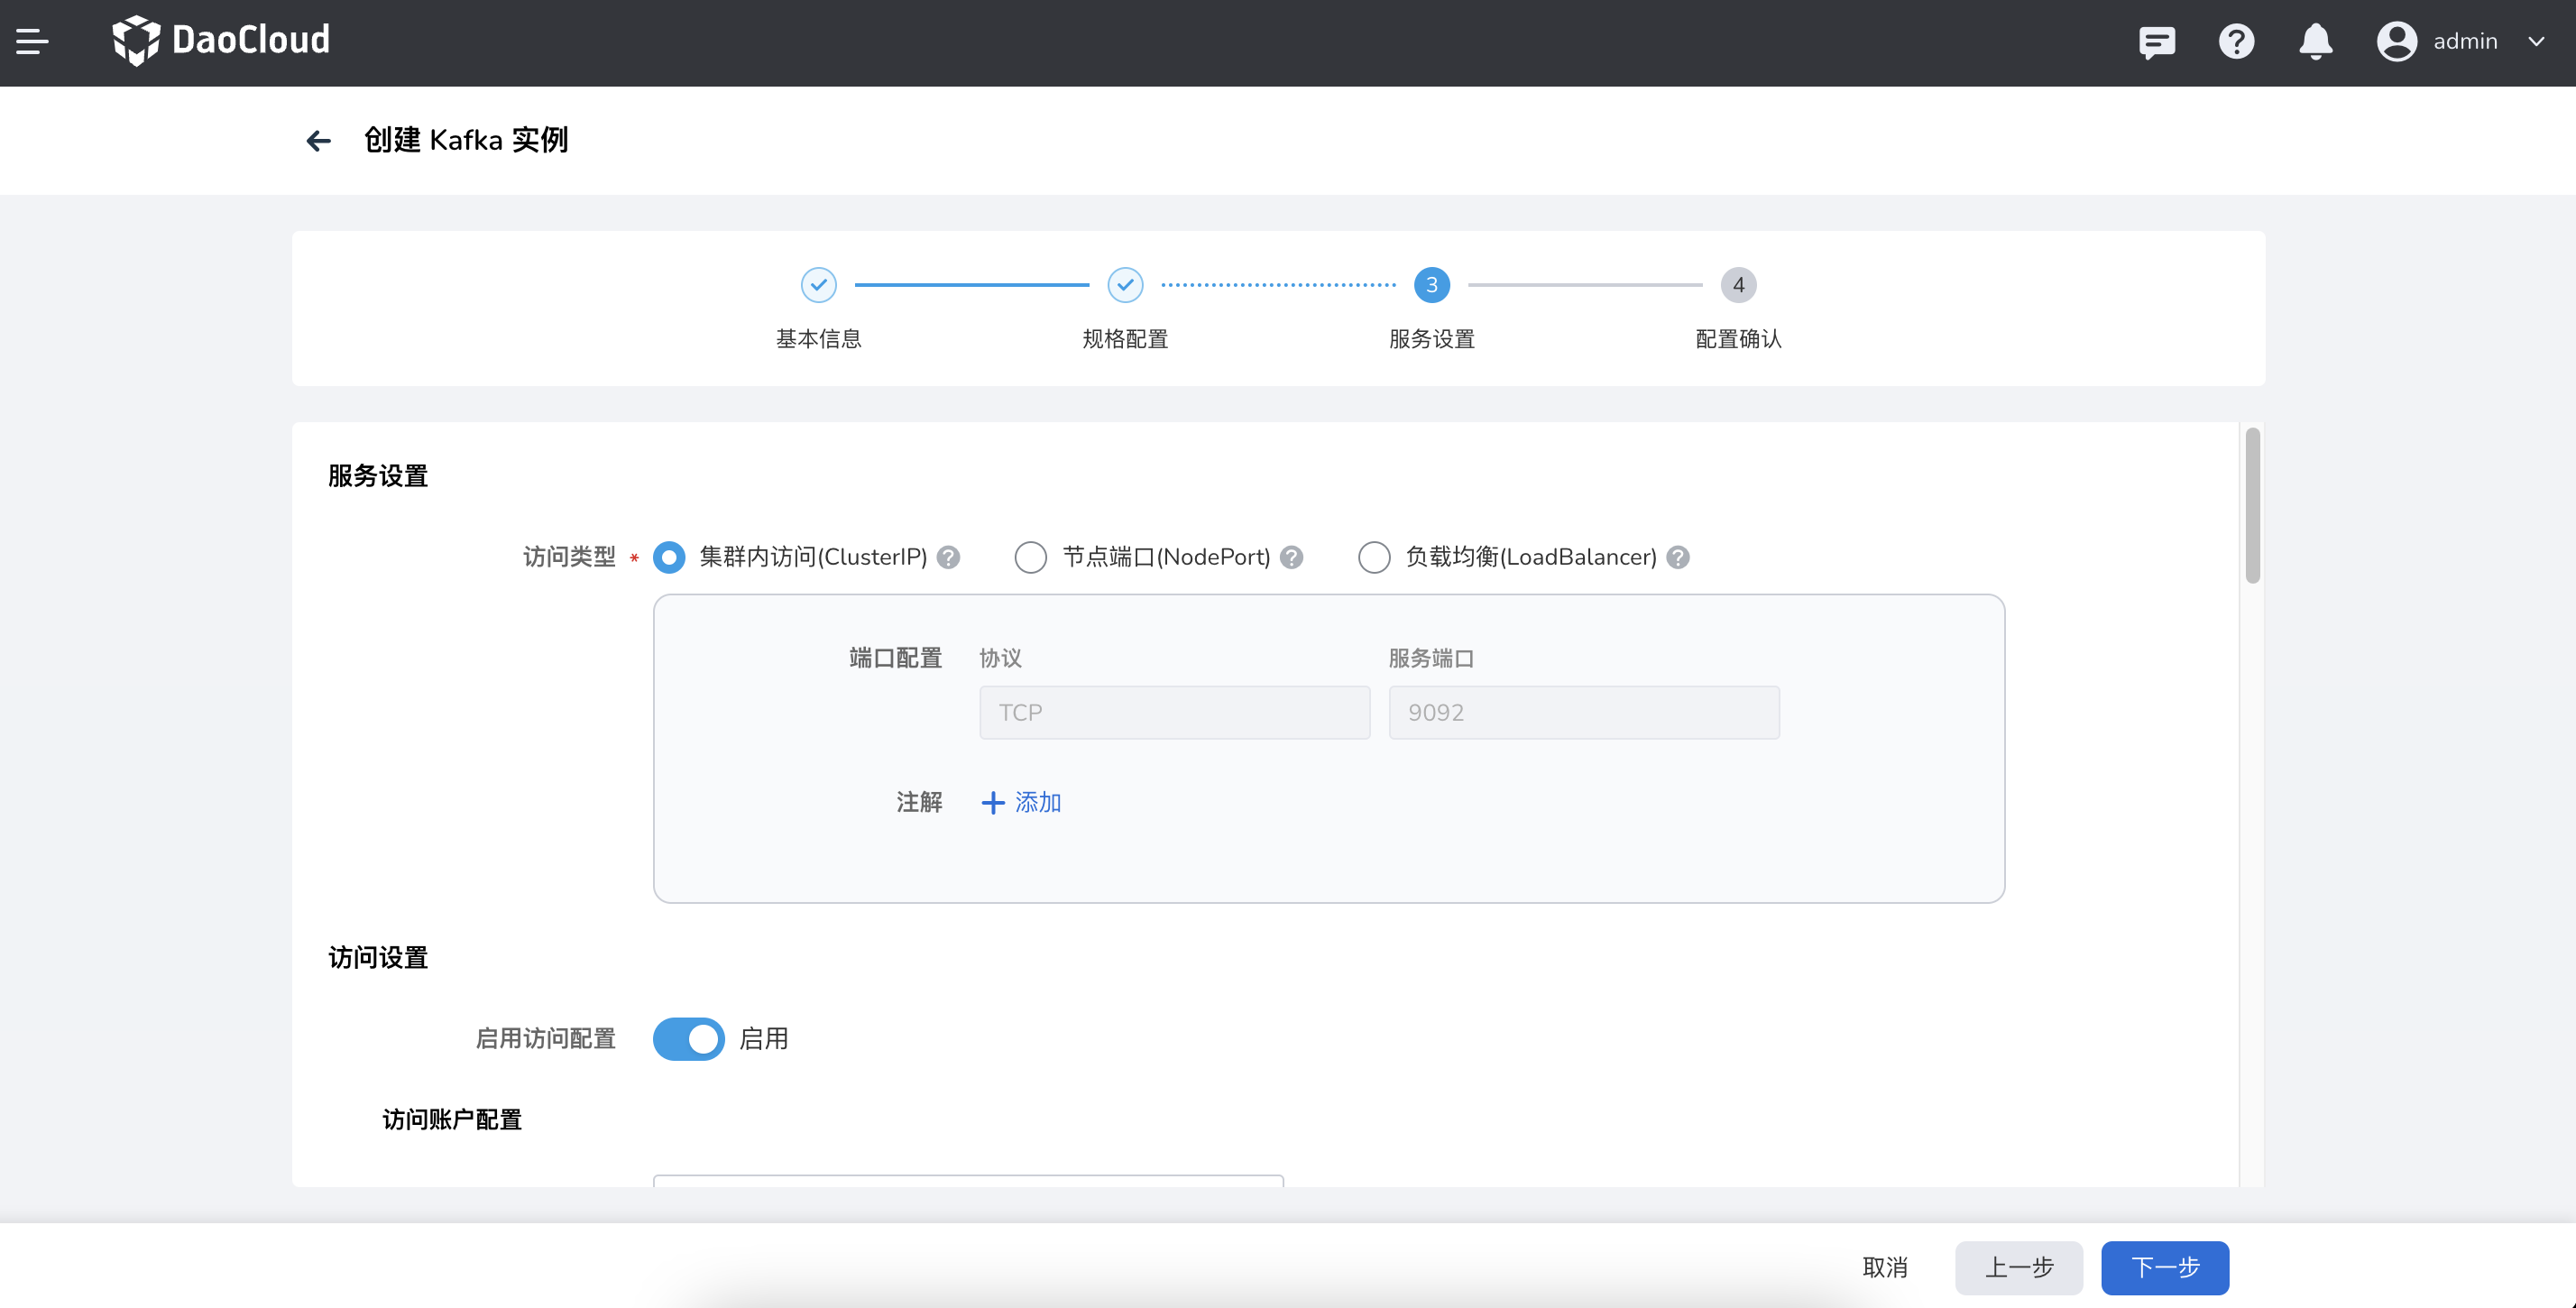 DaoCloud
admin
创建 Kafka 实例
3
4
基本信息
规格配置
服务设置
配置确认
服务设置
访问类型 * 集群内访问(ClusterIP) ? 节点端口(NodePort) ? 负载均衡(LoadBalancer) ?
端口配置 协议 服务端口
TCP 9092
注解 + 添加
访问设置
启用访问配置 启用
访问账户配置
取消 上一步 下一步